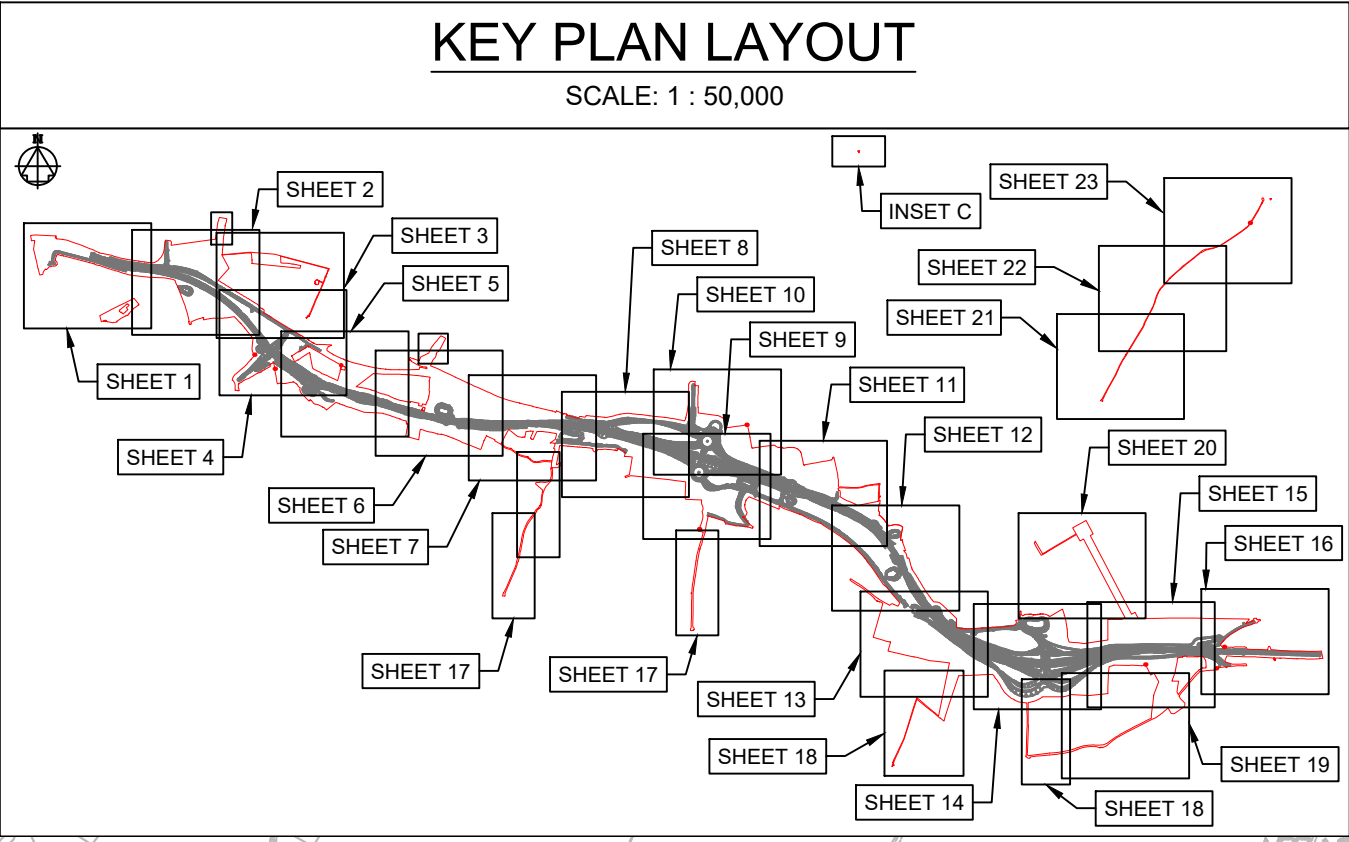 KEY PLAN LAYOUT
SCALE: 1 : 50,000
N
INSET C
SHEET 23
SHEET 2
SHEET 3
SHEET 8
SHEET 22
SHEET 5
SHEET 10
SHEET 21
SHEET 9
SHEET 1
SHEET 11
SHEET 12
SHEET 4
SHEET 20
SHEET 6
SHEET 15
SHEET 7
SHEET 16
SHEET 17
SHEET 17
SHEET 13
SHEET 18
SHEET 19
SHEET 14
SHEET 18